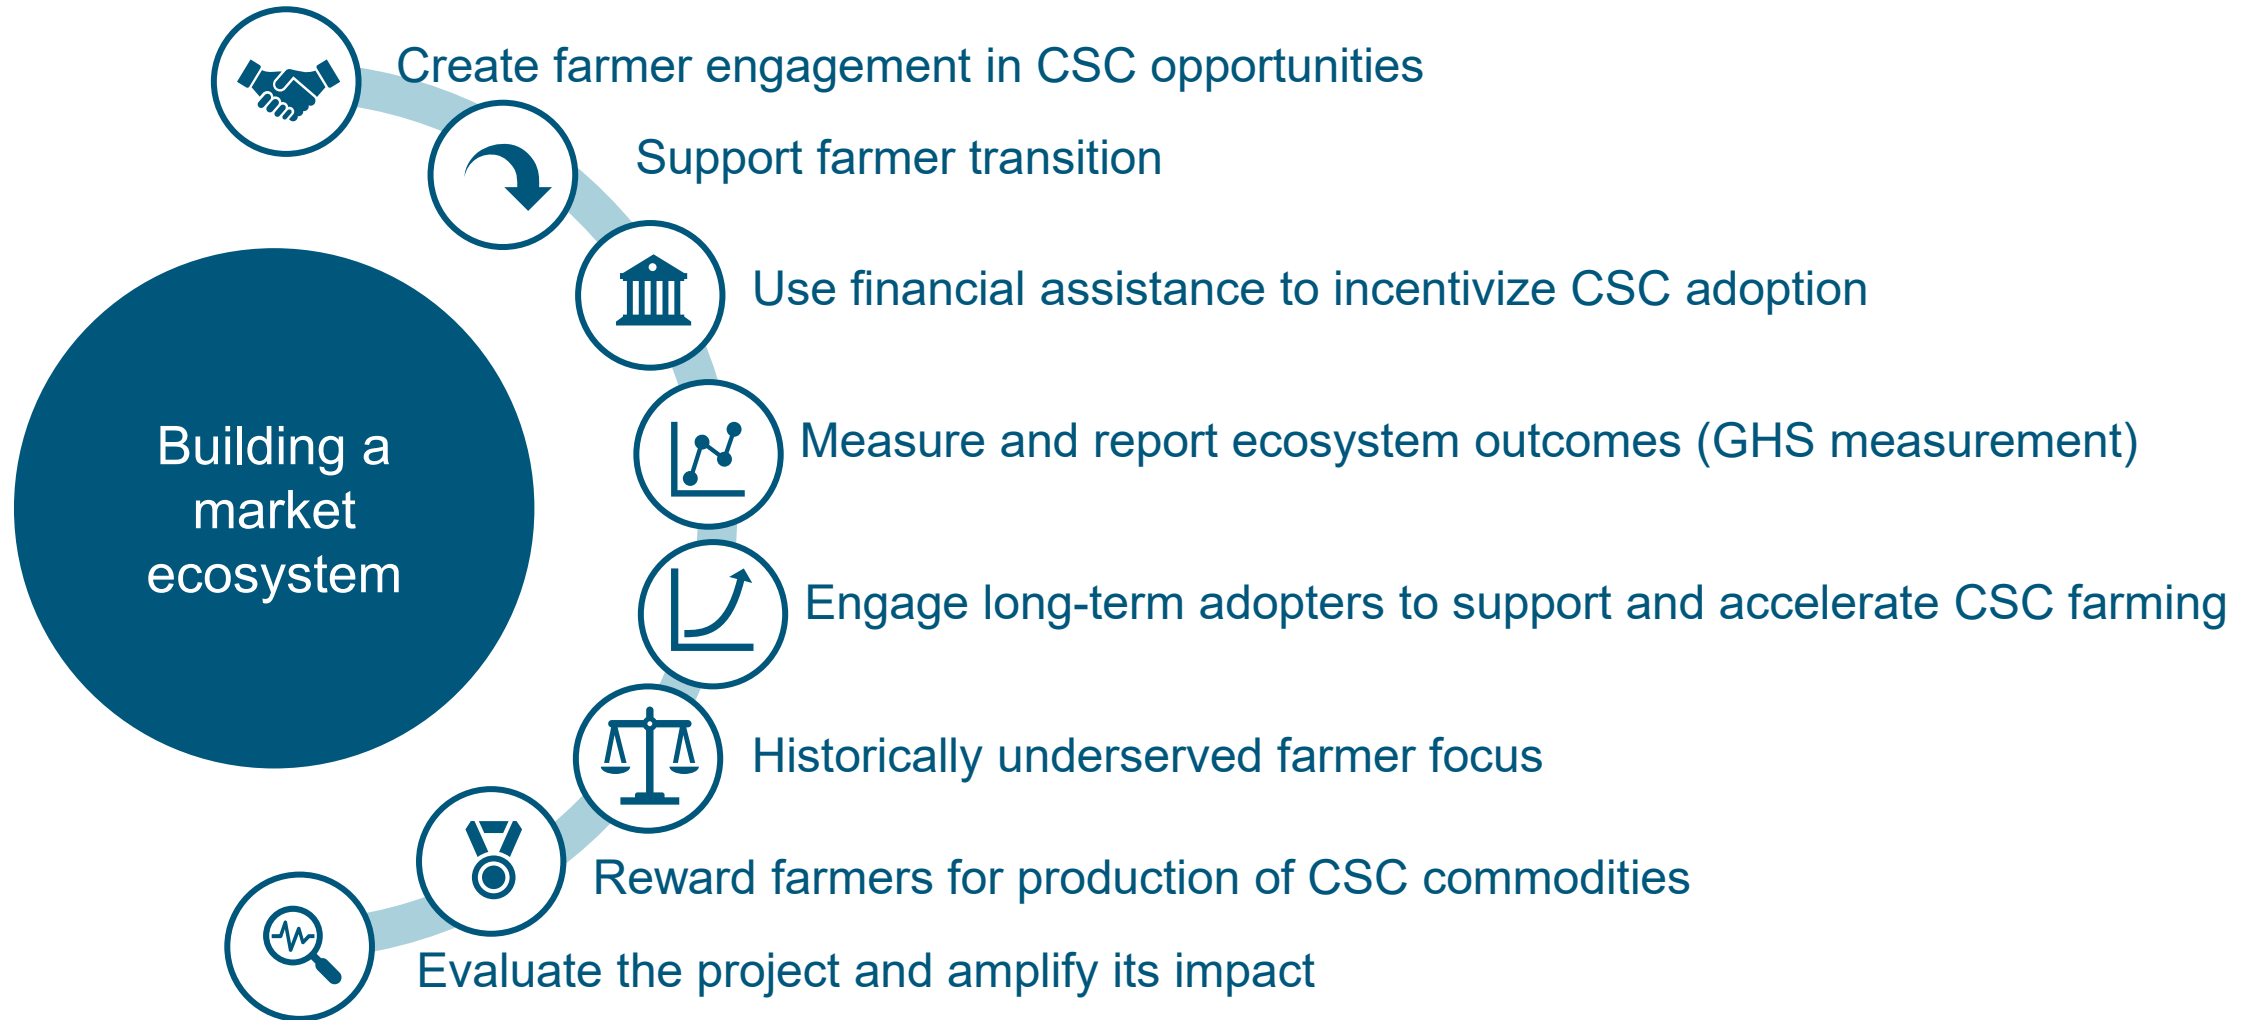 Create farmer engagement in CSC opportunities
Support farmer transition
Use financial assistance to incentivize CSC adoption
Measure and report ecosystem outcomes (GHS measurement)
Building a
market
ecosystem
Engage long-term adopters to support and accelerate CSC farming
Historically underserved farmer focus
Reward farmers for production of CSC commodities
Evaluate the project and amplify its impact